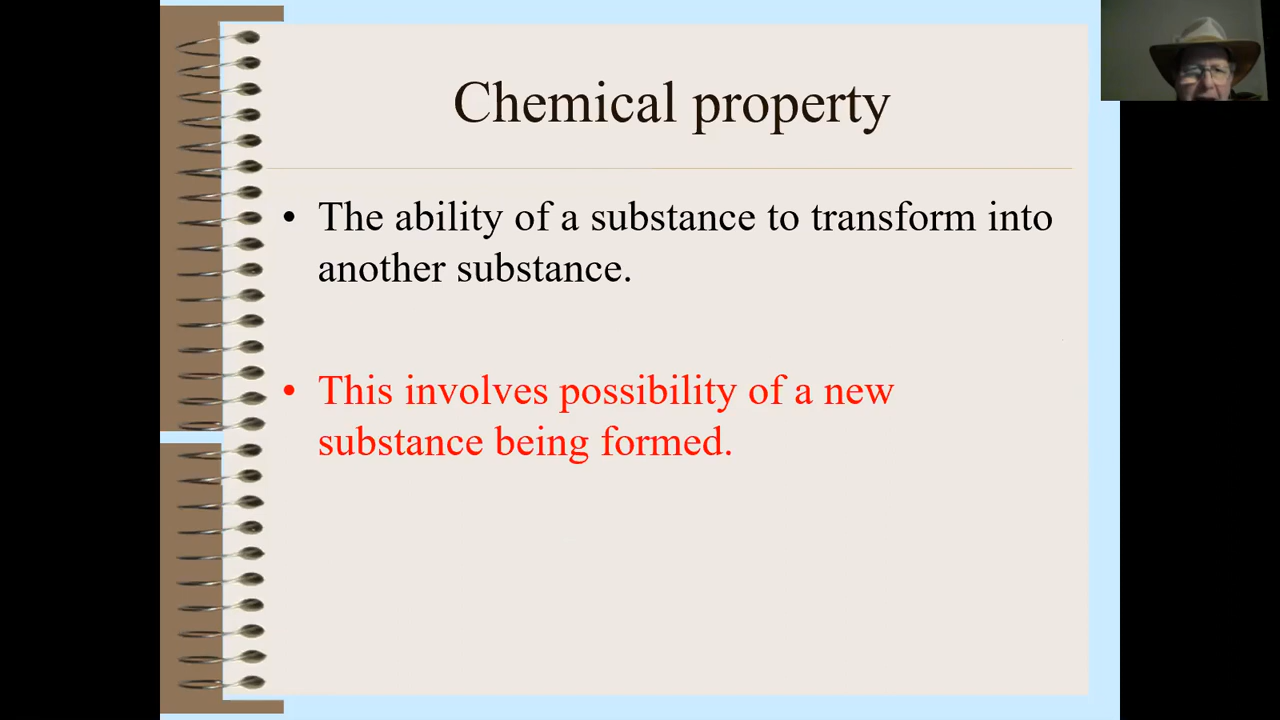 Chemical property
• The ability of a substance to transform into
another substance.
• This involves possibility of a new
substance being formed.